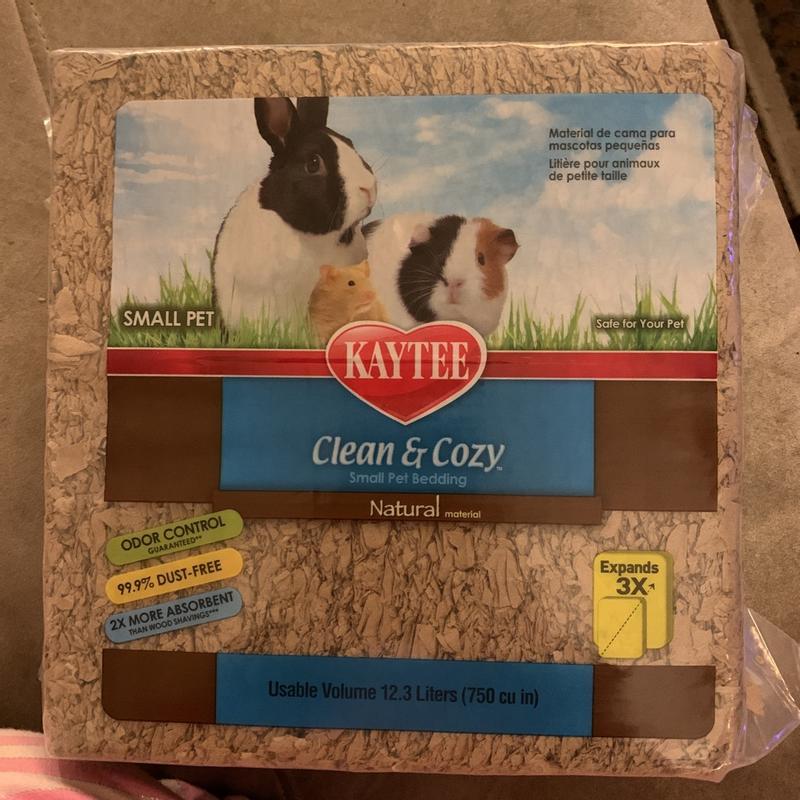 Material de cama para
mascotas pequeñas
Litière pour animaux
de petite taille
SMALL PET
Safe for Your Pet
KAYTEE
Clean & Cozy™
Small Pet Bedding
Natural material
ODOR CONTROL
GUARANTEED**
99.9% DUST-FREE
2X MORE ABSORBENT
THAN WOOD SHAVINGS***
Expands
3X
Usable Volume 12.3 Liters (750 cu in)